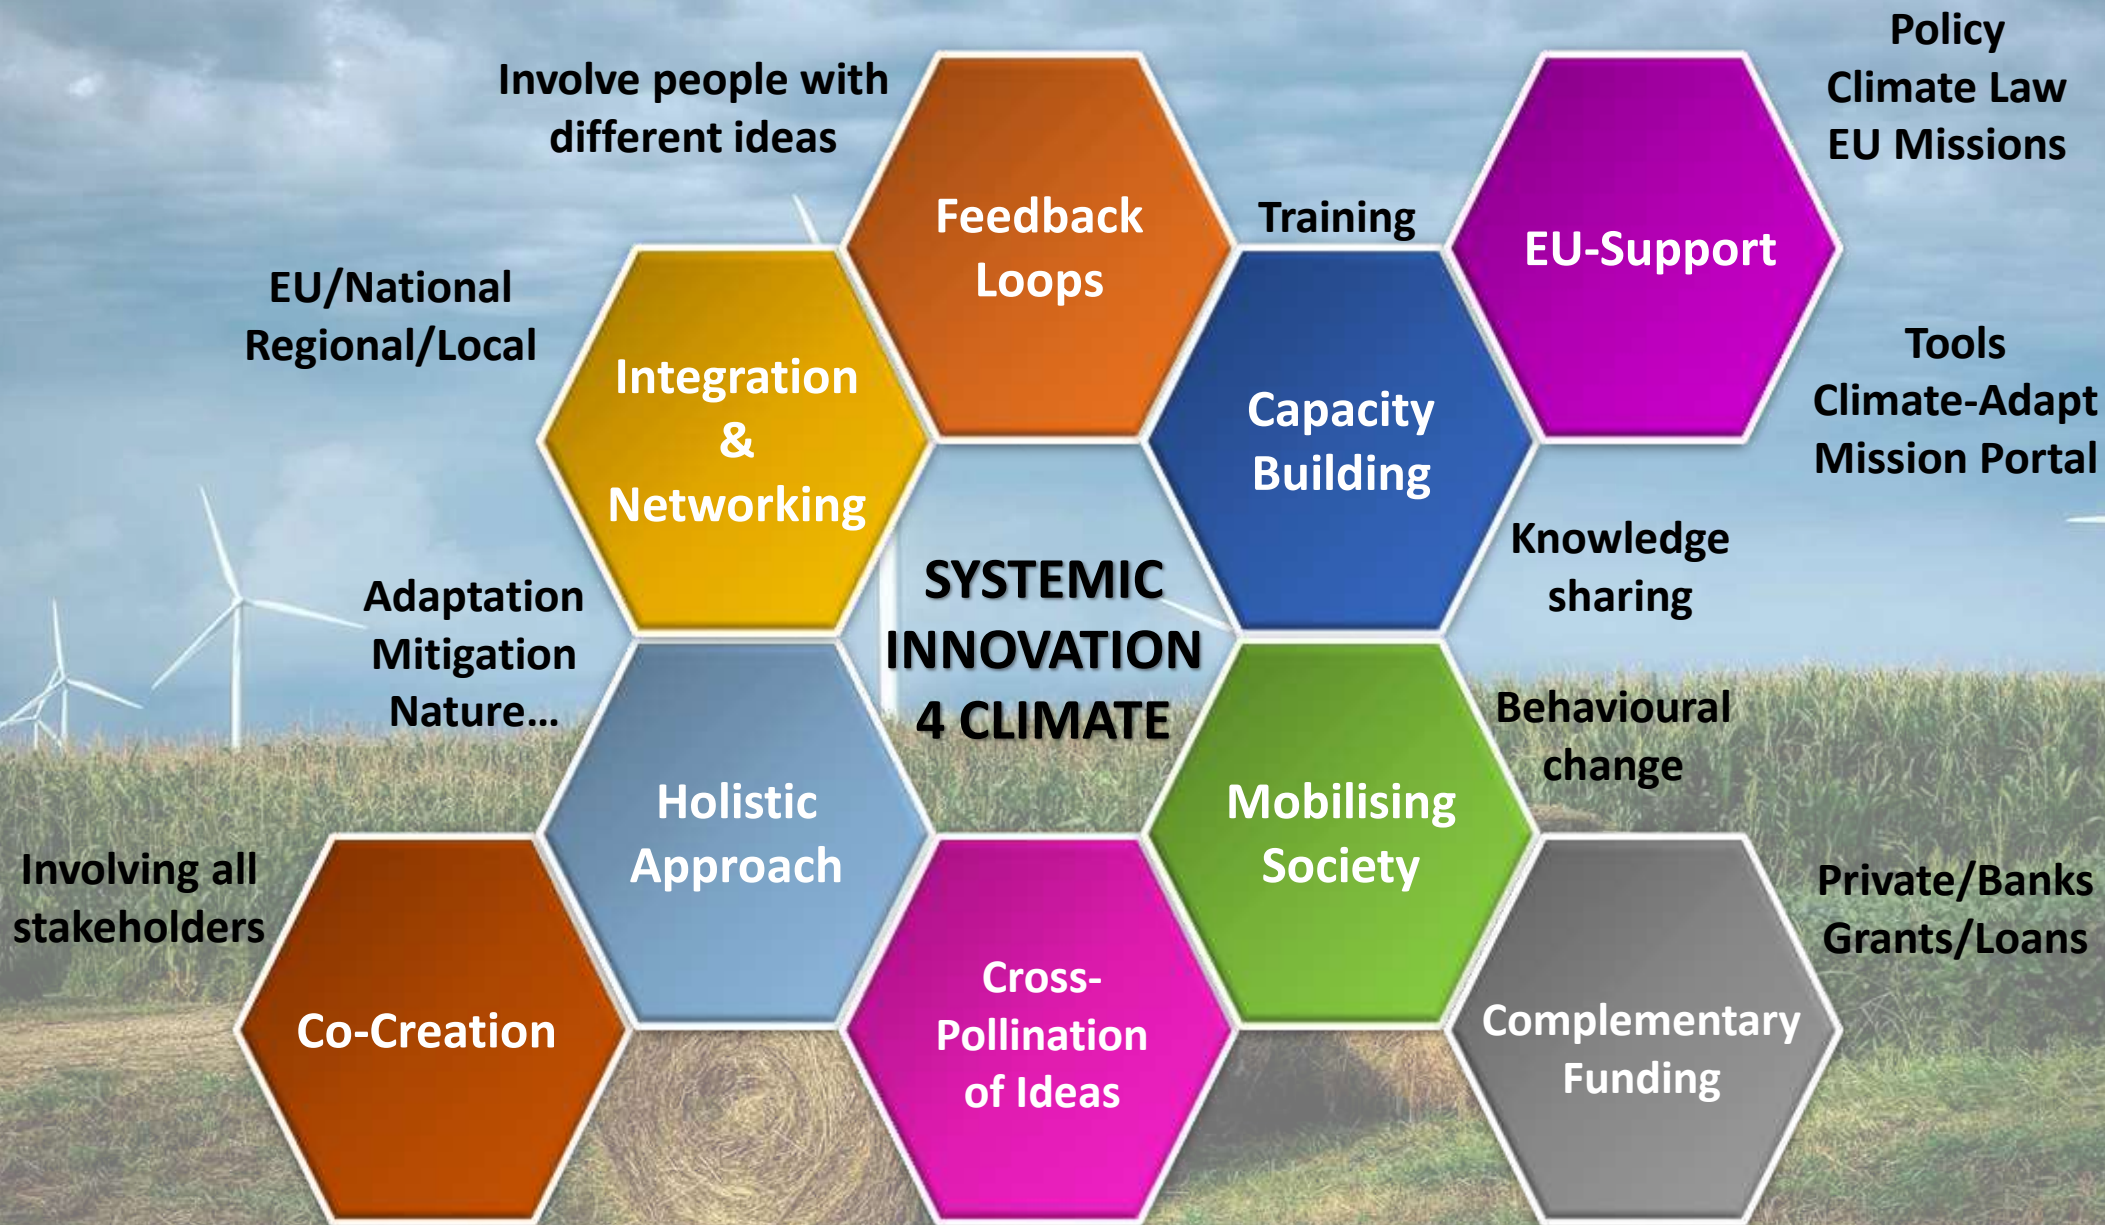 Policy
Climate Law
EU Missions
Involve people with
different ideas
Feedback
Loops
Training
EU-Support
EU/National
Regional/Local
Integration
&
Networking
Capacity
Building
Tools
Climate-Adapt
Mission Portal
Knowledge
sharing
SYSTEMIC
INNOVATION
4 CLIMATE
Adaptation
Mitigation
Nature...
Behavioural
change
Holistic
Approach
Mobilising
Society
Involving all
stakeholders
Co-Creation
Cross-
Pollination
of Ideas
Complementary
Funding
Private/Banks
Grants/Loans